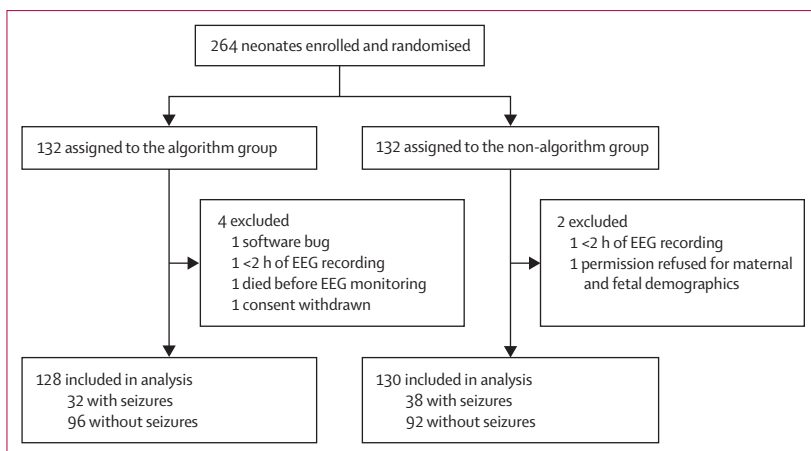 264 neonates enrolled and randomised
132 assigned to the algorithm group
132 assigned to the non-algorithm group
4 excluded
1 software bug
1 <2 h of EEG recording
1 died before EEG monitoring
1 consent withdrawn
2 excluded
1 <2 h of EEG recording
1 permission refused for maternal
and fetal demographics
128 included in analysis
32 with seizures
96 without seizures
130 included in analysis
38 with seizures
92 without seizures